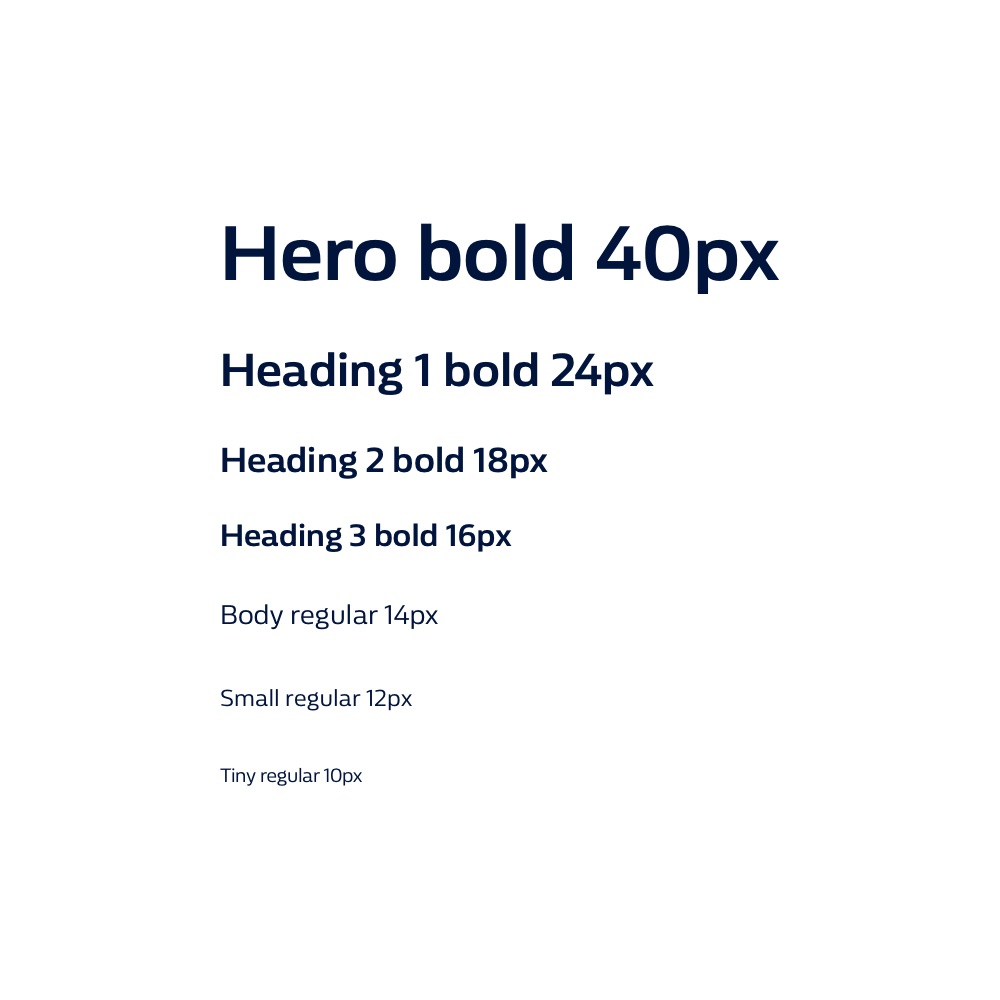 Hero bold 40px
Heading 1 bold 24px
Heading 2 bold 18px
Heading 3 bold 16px
Body regular 14px
Small regular 12px
Tiny regular 10px